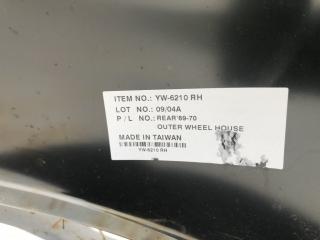 ITEM NO.: YW-6210 RH
LOT NO.: 09/04A
P / L NO.: REAR'69-70
OUTER WHEEL HOUSE
MADE IN TAIWAN
YW-6210 RH